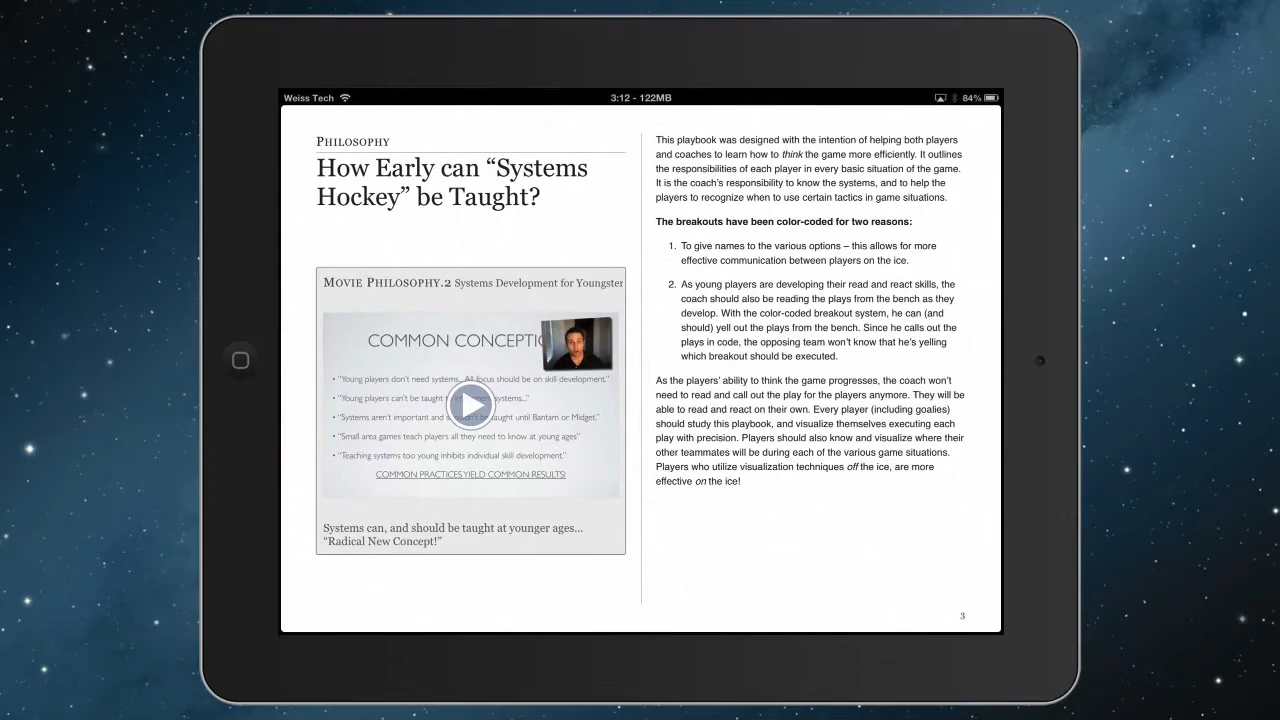 Weiss Tech
3:12 - 122MB
84%
PHILOSOPHY
How Early can “Systems
Hockey” be Taught?
MOVIE PHILOSOPHY.2 Systems Development for Youngster
COMMON CONCEPTIO
• “Young players don’t need systems... All focus should be on skill development.”
• “Young players can’t be taught systems...”
• “Systems aren’t important and shouldn’t be taught until Bantam or Midget.”
• “Small area games teach players all they need to know at young ages”
• “Teaching systems too young inhibits individual skill development.”
COMMON PRACTICES YIELD COMMON RESULTS!
Systems can, and should be taught at younger ages...
“Radical New Concept!”
This playbook was designed with the intention of helping both players
and coaches to learn how to think the game more efficiently. It outlines
the responsibilities of each player in every basic situation of the game.
It is the coach’s responsibility to know the systems, and to help the
players to recognize when to use certain tactics in game situations.
The breakouts have been color-coded for two reasons:
1. To give names to the various options – this allows for more
effective communication between players on the ice.
2. As young players are developing their read and react skills, the
coach should also be reading the plays from the bench as they
develop. With the color-coded breakout system, he can (and
should) yell out the plays from the bench. Since he calls out the
plays in code, the opposing team won’t know that he’s yelling
which breakout should be executed.
As the players’ ability to think the game progresses, the coach won’t
need to read and call out the play for the players anymore. They will be
able to read and react on their own. Every player (including goalies)
should study this playbook, and visualize themselves executing each
play with precision. Players should also know and visualize where their
other teammates will be during each of the various game situations.
Players who utilize visualization techniques off the ice, are more
effective on the ice!
3